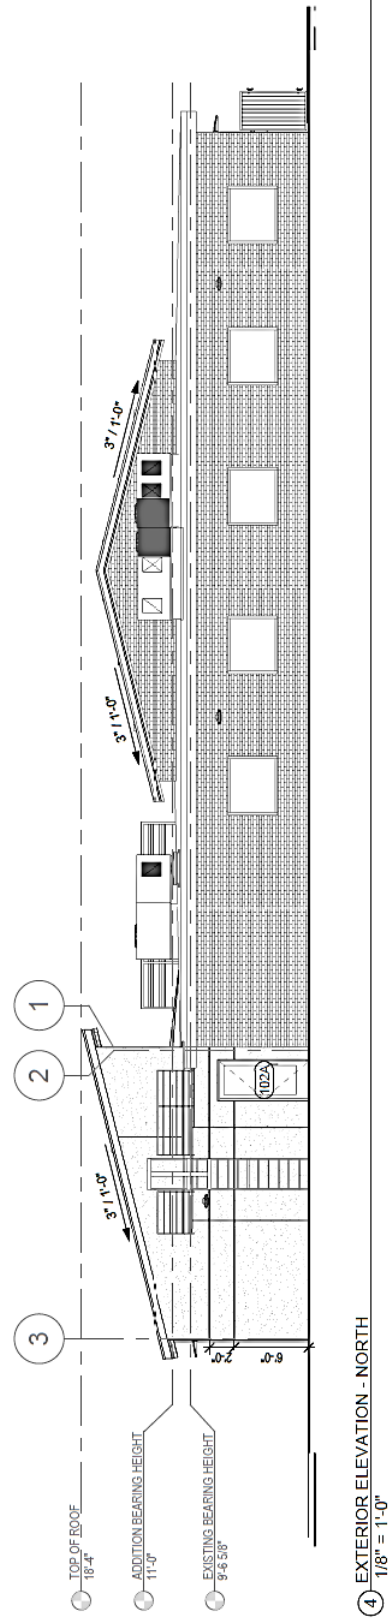 TOP OF ROOF
18'-4"
ADDITION BEARING HEIGHT
11'-0"
EXISTING BEARING HEIGHT
9'-6 5/8"
3
2
1
3" / 1'-0"
3" / 1'-0"
3" / 1'-0"
102A
2'-0"
6'-0"
4 EXTERIOR ELEVATION - NORTH
1/8" = 1'-0"